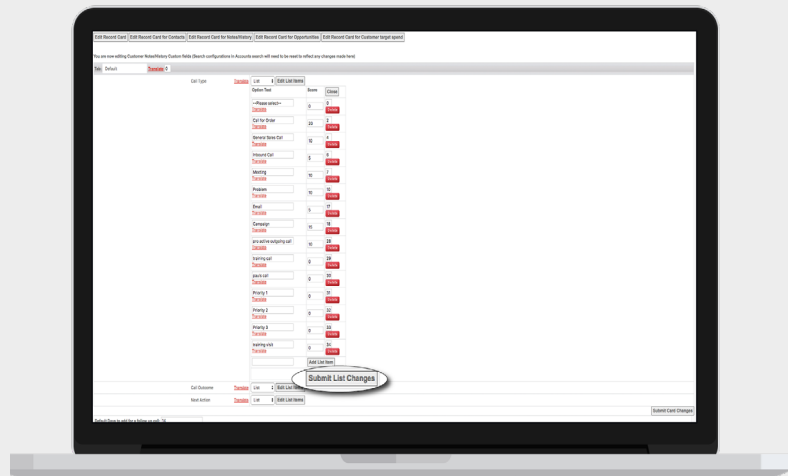 Edit Record Card Edit Record Card for Contacts Edit Record Card for Notes/History Edit Record Card for Opportunities Edit Record Card for Customer target spend
You are now editing Customer Notes/History Custom fields (Search configurations in Accounts search will need to be reset to reflect any changes made here)
Tab Default Translate
Call Type Translate List Edit List Items
Option Text Score Close
--Please select-- 0 0
Translate Delete
Call for Order 20 2
Translate Delete
General Sales Call 10 4
Translate Delete
Inbound Call 5 6
Translate Delete
Meeting 10 7
Translate Delete
Problem 10 15
Translate Delete
Email 17
Translate Delete
Campaign 18
Translate Delete
pro active outgoing call 10 28
Translate Delete
training call 0 29
Translate Delete
pauls call 0 30
Translate Delete
Priority 1 0 31
Translate Delete
Priority 2 0 32
Translate Delete
Priority 3 0 33
Translate Delete
training visit 0 34
Translate Delete
Add List Item
Submit List Changes
Call Outcome Translate List Edit List Items
Next Action Translate List Edit List Items
Submit Card Changes